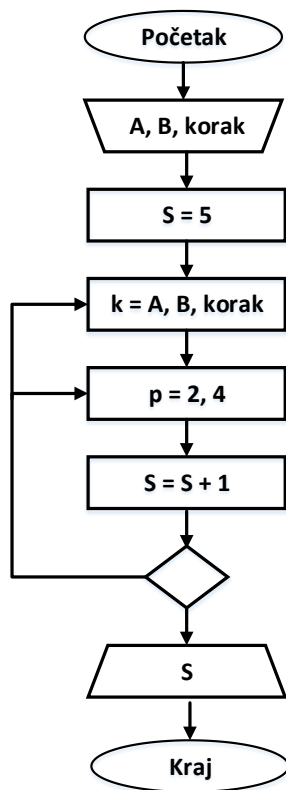 Početak
A, B, korak
S = 5
k = A, B, korak
p = 2, 4
S = S + 1
S
Kraj